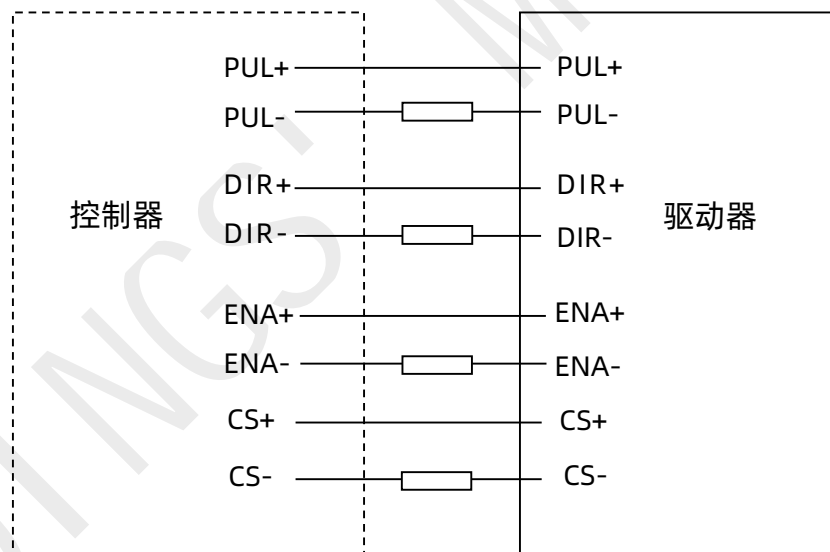 PUL+ PUL+
PUL- PUL-
DIR+ DIR+
控制器 驱动器
DIR- DIR-
ENA+ ENA+
ENA- ENA-
CS+ CS+
CS- CS-